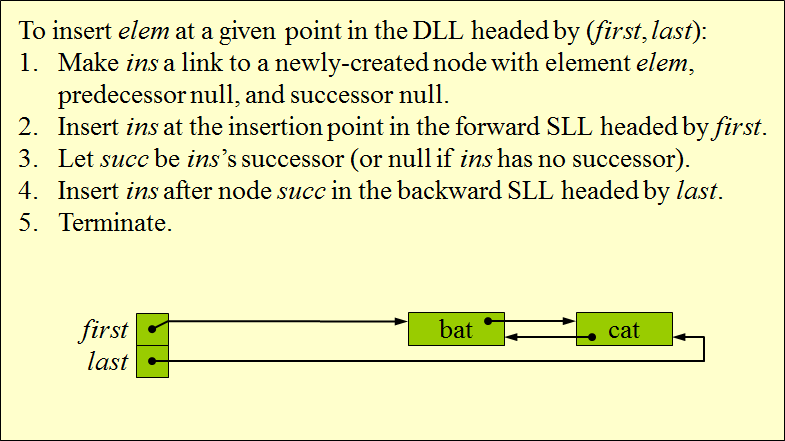 To insert elem at a given point in the DLL headed by (first, last):
1. Make ins a link to a newly-created node with element elem,
predecessor null, and successor null.
2. Insert ins at the insertion point in the forward SLL headed by first.
3. Let succ be ins’s successor (or null if ins has no successor).
4. Insert ins after node succ in the backward SLL headed by last.
5. Terminate.
first
bat
cat
last